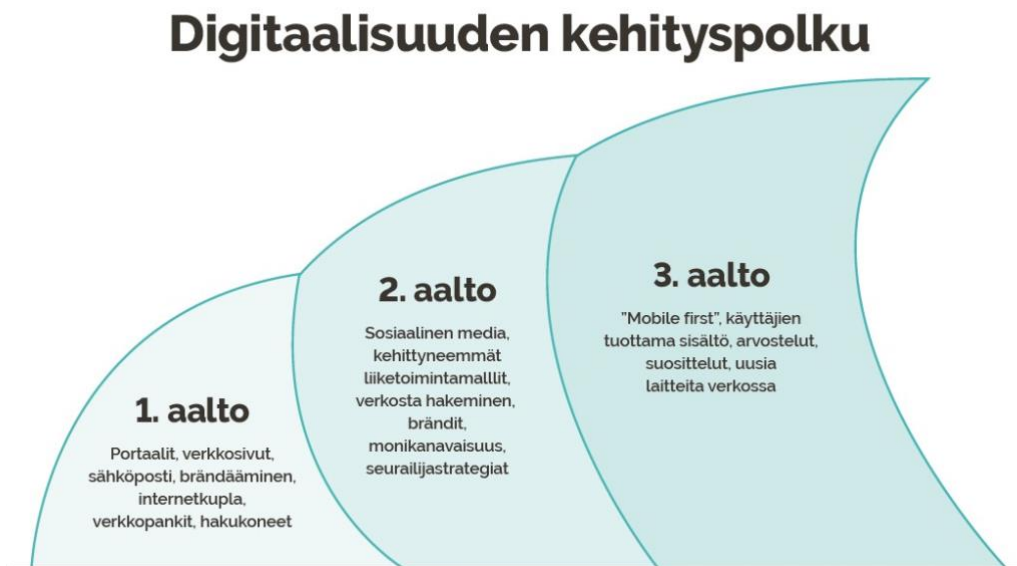 Digitaalisuuden kehityspolku
1. aalto
Portaalit, verkkosivut,
sähköposti, brändääminen,
internetkupla,
verkkopankit, hakukoneet
2. aalto
Sosiaalinen media,
kehittyneemmät
liiketoimintamalllit,
verkosta hakeminen,
brändit,
monikanavaisuus,
seurailijastrategiat
3. aalto
”Mobile first”, käyttäjien
tuottama sisältö, arvostelut,
suosittelut, uusia
laitteita verkossa